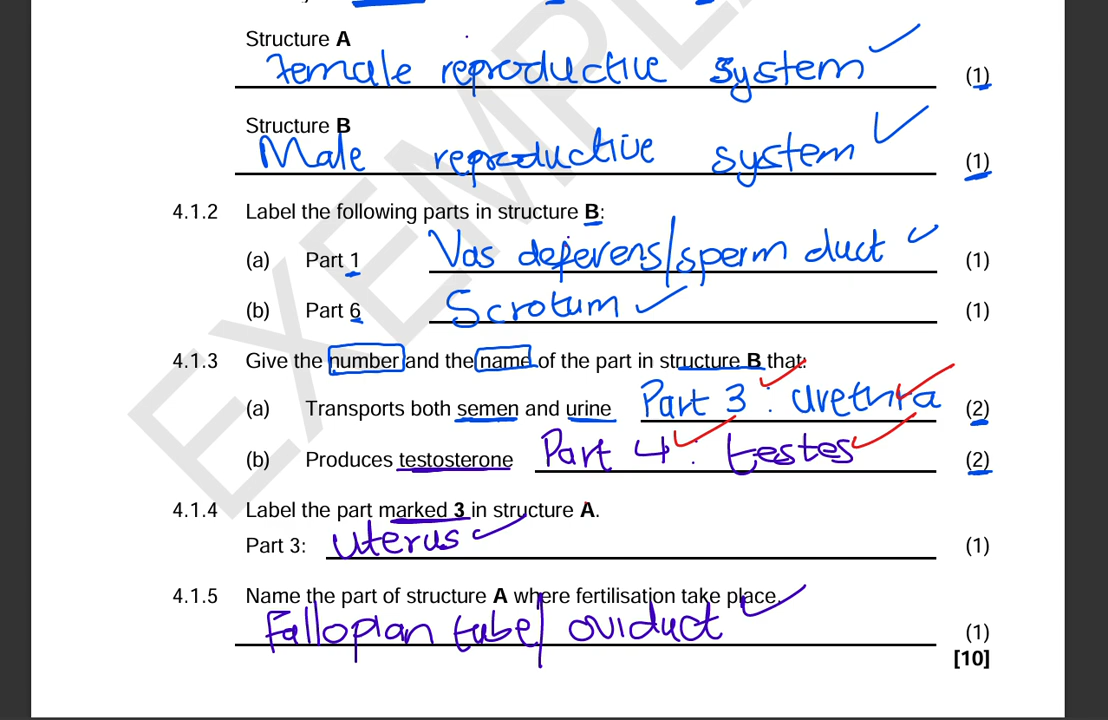 Structure A
Female reproductive system (1)
Structure B
Male reproductive system (1)
4.1.2 Label the following parts in structure B:
(a) Part 1 Vas deferens/sperm duct (1)
(b) Part 6 Scrotum (1)
4.1.3 Give the number and the name of the part in structure B that:
(a) Transports both semen and urine Part 3 : urethra (2)
(b) Produces testosterone Part 4 : testes (2)
4.1.4 Label the part marked 3 in structure A.
Part 3: uterus (1)
4.1.5 Name the part of structure A where fertilisation take place.
Fallopian tube/ oviduct (1)
[10]
EXEMPL